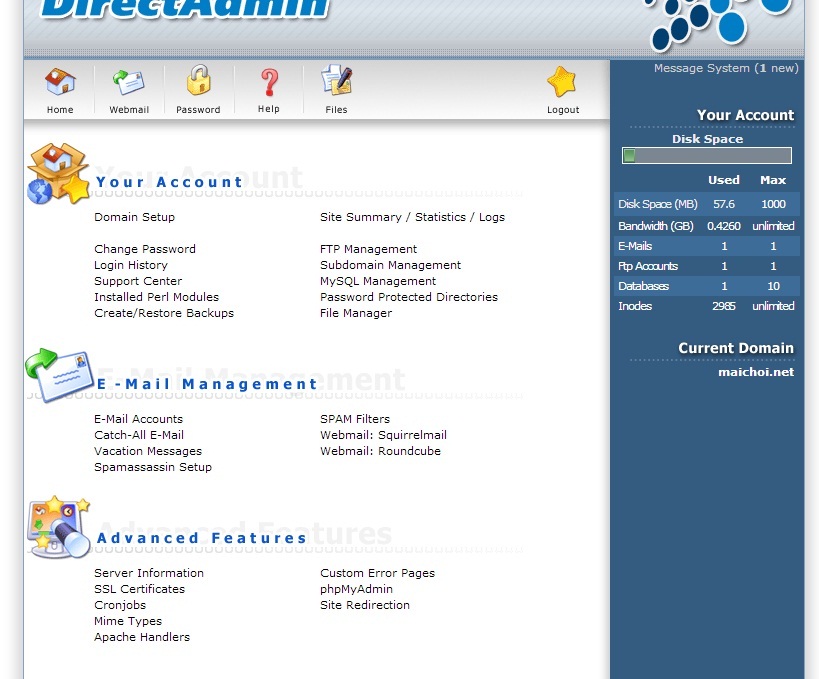 DirectAdmin
Message System (1 new)
Home Webmail Password Help Files Logout
Your Account
Domain Setup Site Summary / Statistics / Logs
Change Password FTP Management
Login History Subdomain Management
Support Center MySQL Management
Installed Perl Modules Password Protected Directories
Create/Restore Backups File Manager
E-Mail Management
E-Mail Accounts SPAM Filters
Catch-All E-Mail Webmail: Squirrelmail
Vacation Messages Webmail: Roundcube
Spamassassin Setup
Advanced Features
Server Information Custom Error Pages
SSL Certificates phpMyAdmin
Cronjobs Site Redirection
Mime Types
Apache Handlers
Your Account
Disk Space
Used Max
Disk Space (MB) 57.6 1000
Bandwidth (GB) 0.4260 unlimited
E-Mails 1 1
Ftp Accounts 1 1
Databases 1 10
Inodes 2985 unlimited
Current Domain
maichoi.net